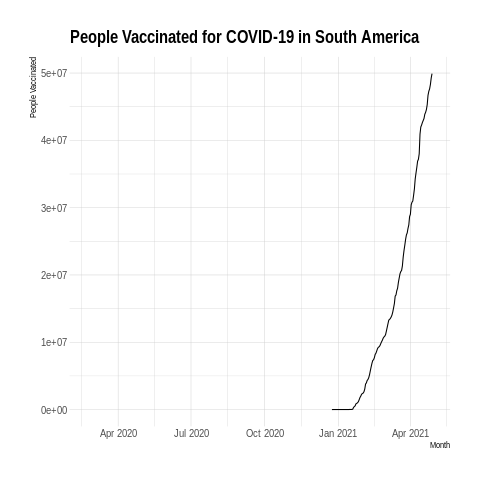 People Vaccinated for COVID-19 in South America
People Vaccinated
5e+07
4e+07
3e+07
2e+07
1e+07
0e+00
Apr 2020 Jul 2020 Oct 2020 Jan 2021 Apr 2021
Month